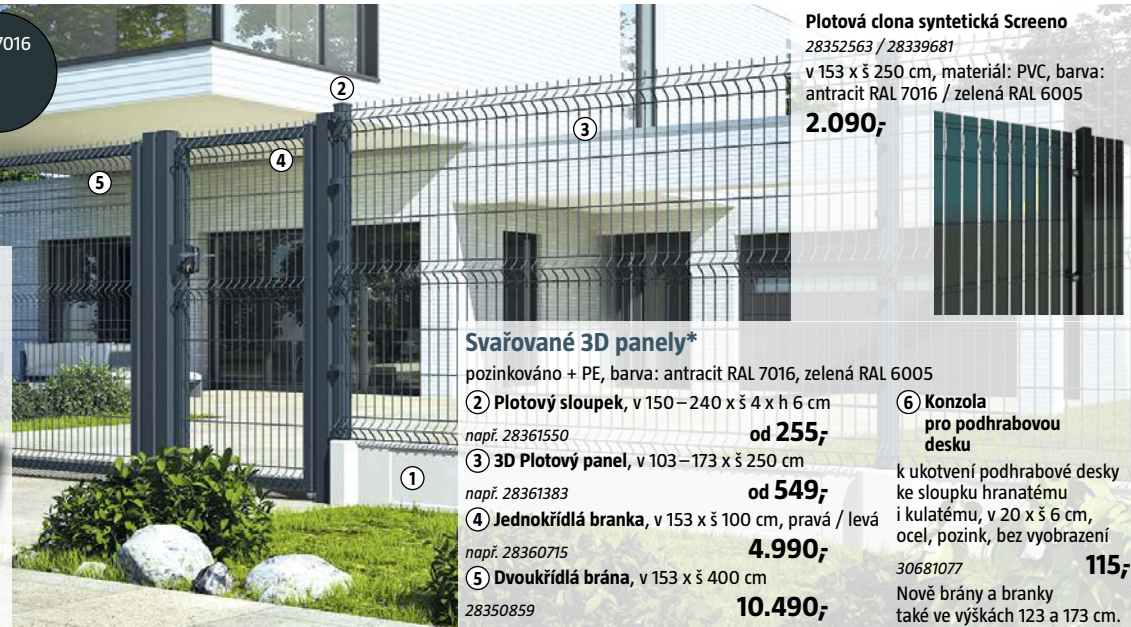 7016
2
3
4
5
1
Plotová clona syntetická Screeno
28352563 / 28339681
v 153 x š 250 cm, materiál: PVC, barva:
antracit RAL 7016 / zelená RAL 6005
2.090,-
Svařované 3D panely*
pozinkováno + PE, barva: antracit RAL 7016, zelená RAL 6005
2 Plotový sloupek, v 150–240 x š 4 x h 6 cm
např. 28361550 od 255,-
3 3D Plotový panel, v 103–173 x š 250 cm
např. 28361383 od 549,-
4 Jednokřídlá branka, v 153 x š 100 cm, pravá / levá
např. 28360715 4.990,-
5 Dvoukřídlá brána, v 153 x š 400 cm
28350859 10.490,-
6 Konzola
pro podhrabovou
desku
k ukotvení podhrabové desky
ke sloupku hranatému
i kulatému, v 20 x š 6 cm,
ocel, pozink, bez vyobrazení
30681077 115,-
Nově brány a branky
také ve výškách 123 a 173 cm.